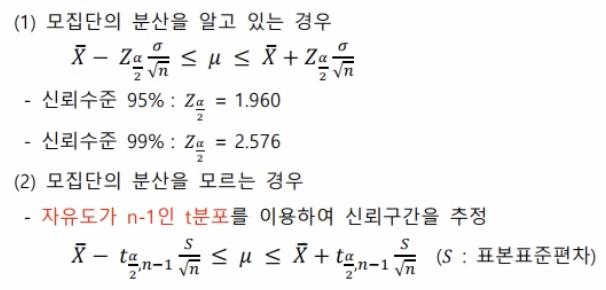 (1) 모집단의 분산을 알고 있는 경우
X̄ − Z_{α/2} σ/√n ≤ μ ≤ X̄ + Z_{α/2} σ/√n
- 신뢰수준 95% : Z_{α/2} = 1.960
- 신뢰수준 99% : Z_{α/2} = 2.576
(2) 모집단의 분산을 모르는 경우
- 자유도가 n-1인 t분포를 이용하여 신뢰구간을 추정
X̄ − t_{α/2,n−1} S/√n ≤ μ ≤ X̄ + t_{α/2,n−1} S/√n (S : 표본표준편차)